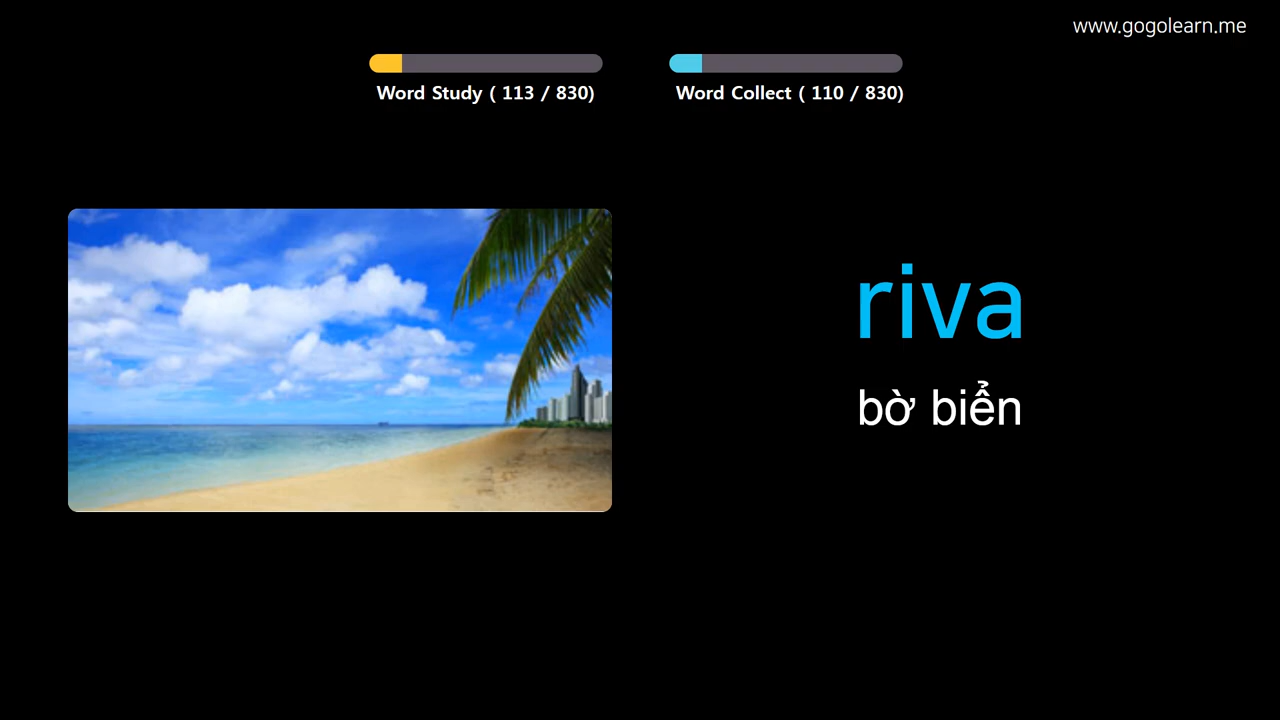 www.gogolearn.me
Word Study ( 113 / 830)
Word Collect ( 110 / 830)
riva
bờ biển